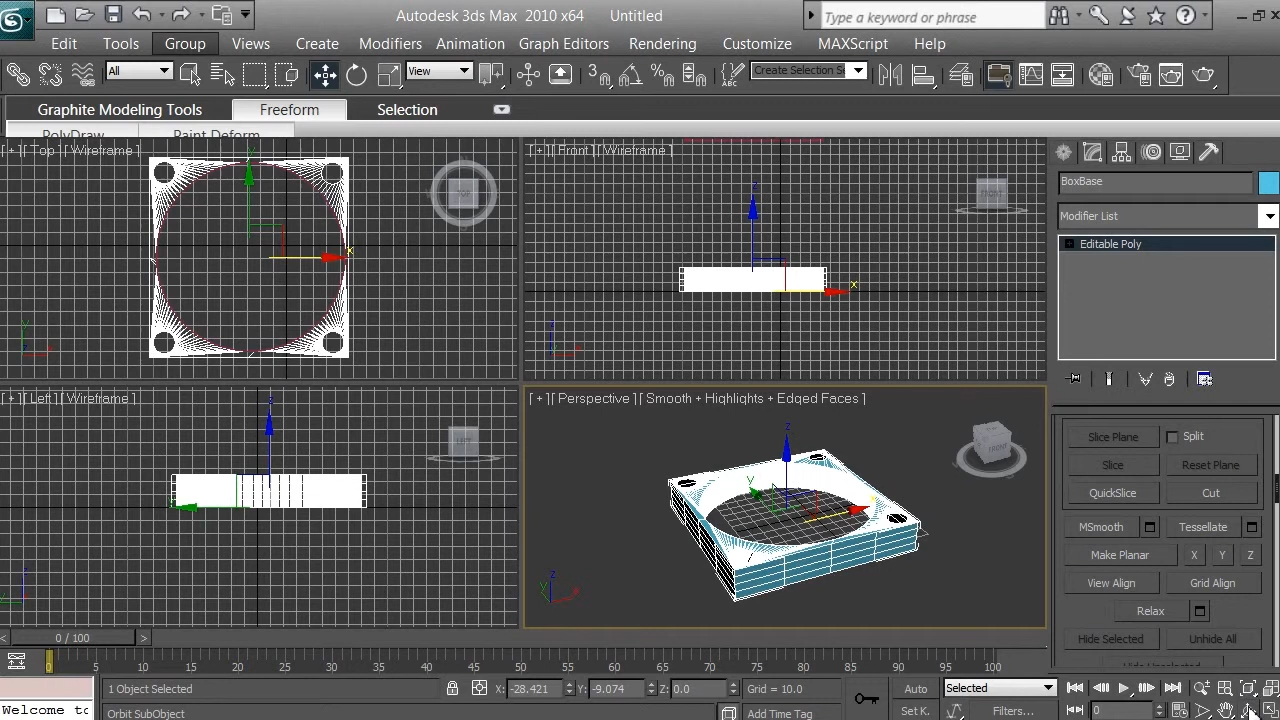 Autodesk 3ds Max 2010 x64 Untitled
Type a keyword or phrase
Edit Tools Group Views Create Modifiers Animation Graph Editors Rendering Customize MAXScript Help
All View Create Selection Se
Graphite Modeling Tools Freeform Selection
PolyDraw Paint Deform
[ + ] [ Top ] [ Wireframe ]
[ + ] [ Front ] [ Wireframe ]
TOP
FRONT
BoxBase
Modifier List
Editable Poly
[ + ] [ Left ] [ Wireframe ]
[ + ] [ Perspective ] [ Smooth + Highlights + Edged Faces ]
LEFT
FRONT
Slice Plane Split
Slice Reset Plane
QuickSlice Cut
MSmooth Tessellate
Make Planar X Y Z
View Align Grid Align
Relax
Hide Selected Unhide All
Hide Unselected
0 / 100
0 5 10 15 20 25 30 35 40 45 50 55 60 65 70 75 80 85 90 95 100
1 Object Selected X: -28.421 Y: -9.074 Z: 0.0 Grid = 10.0 Auto Selected
Welcome to Orbit SubObject Add Time Tag Set K. Filters... 0